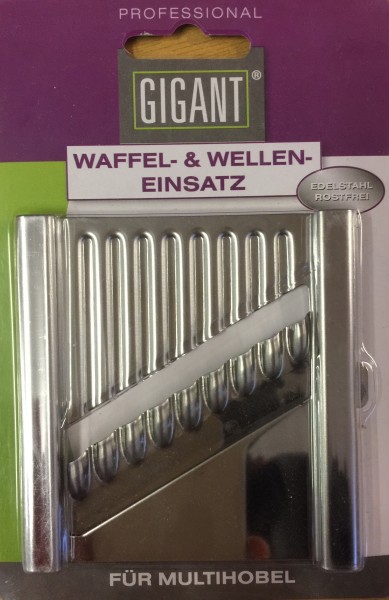 PROFESSIONAL
GIGANT®
WAFFEL- & WELLEN-
EINSATZ
EDELSTAHL
ROSTFREI
FÜR MULTIHOBEL